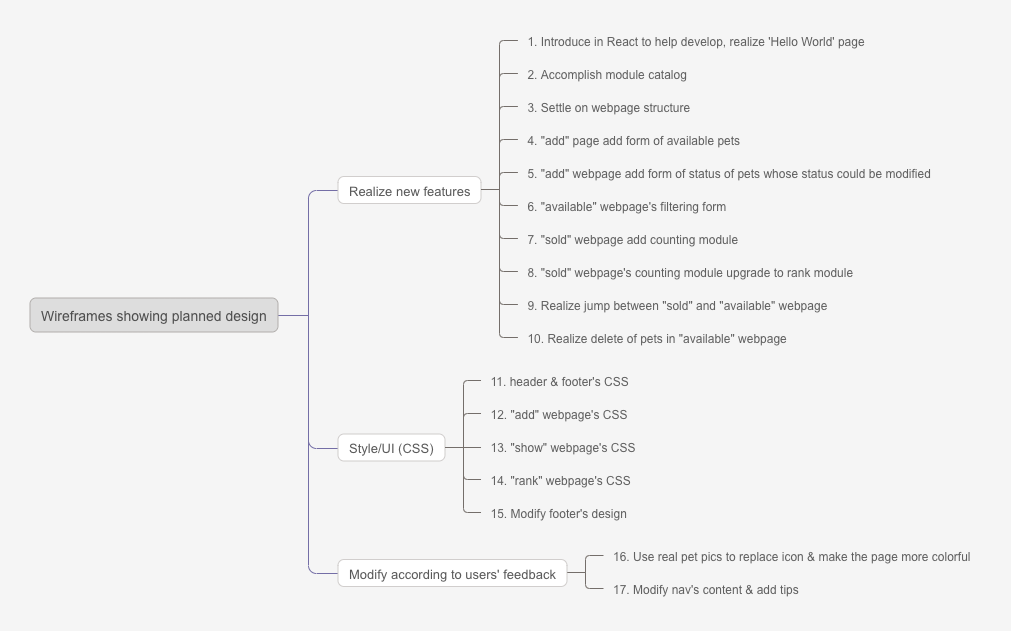 Wireframes showing planned design
Realize new features
1. Introduce in React to help develop, realize 'Hello World' page
2. Accomplish module catalog
3. Settle on webpage structure
4. "add" page add form of available pets
5. "add" webpage add form of status of pets whose status could be modified
6. "available" webpage's filtering form
7. "sold" webpage add counting module
8. "sold" webpage's counting module upgrade to rank module
9. Realize jump between "sold" and "available" webpage
10. Realize delete of pets in "available" webpage
Style/UI (CSS)
11. header & footer's CSS
12. "add" webpage's CSS
13. "show" webpage's CSS
14. "rank" webpage's CSS
15. Modify footer's design
Modify according to users' feedback
16. Use real pet pics to replace icon & make the page more colorful
17. Modify nav's content & add tips